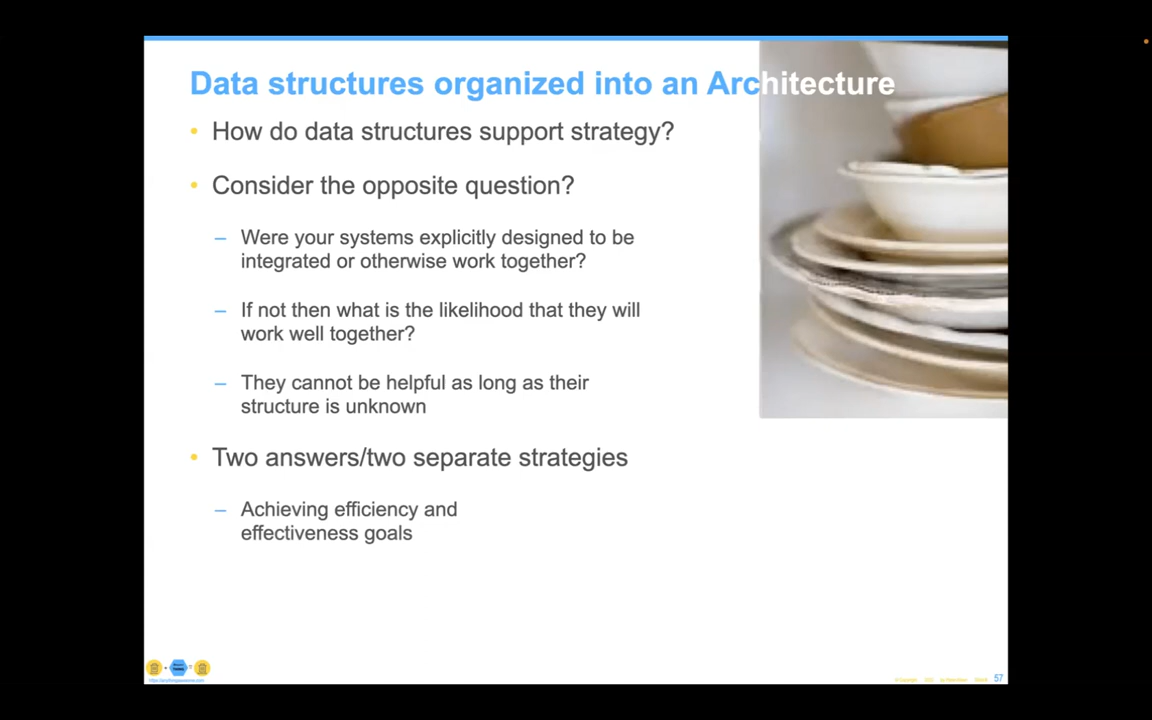 Data structures organized into an Architecture
• How do data structures support strategy?
• Consider the opposite question?
– Were your systems explicitly designed to be
integrated or otherwise work together?
– If not then what is the likelihood that they will
work well together?
– They cannot be helpful as long as their
structure is unknown
• Two answers/two separate strategies
– Achieving efficiency and
effectiveness goals
57